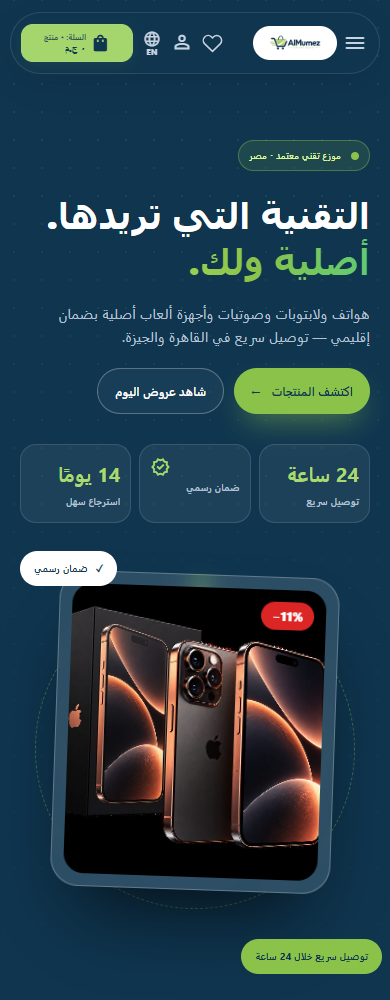 AlMumez
EN
السلة: ٠ منتج
٠ ج.م
موزع تقني معتمد · مصر
التقنية التي تريدها.
أصلية ولك.
هواتف ولابتوبات وصوتيات وأجهزة ألعاب أصلية بضمان
إقليمي — توصيل سريع في القاهرة والجيزة.
اكتشف المنتجات ←
شاهد عروض اليوم
24 ساعة
توصيل سريع
ضمان رسمي
14 يومًا
استرجاع سهل
✓ ضمان رسمي
−11%
توصيل سريع خلال 24 ساعة